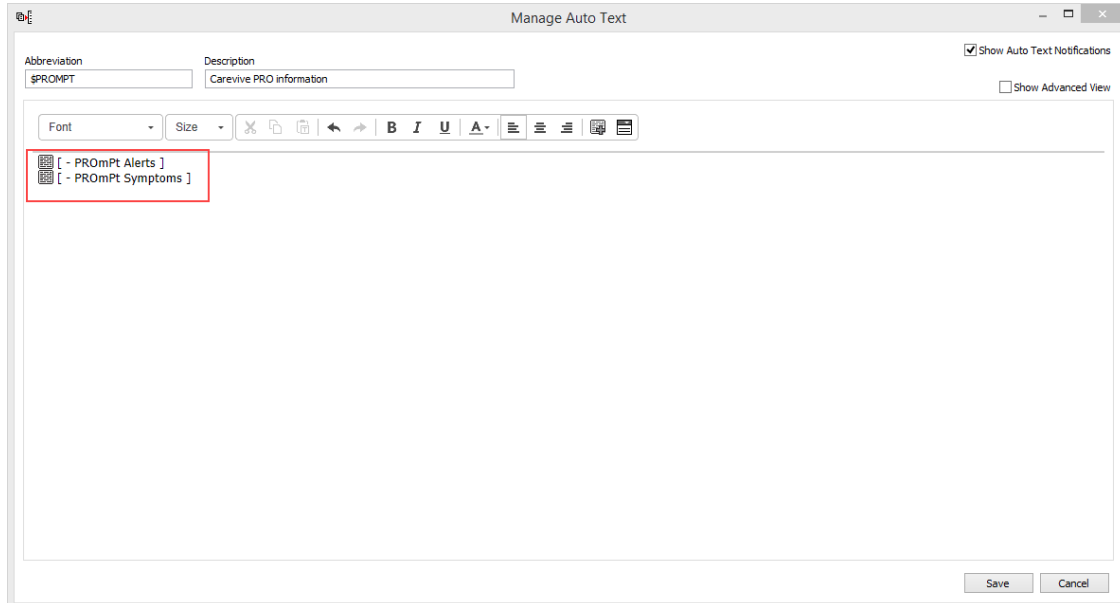 Manage Auto Text
Show Auto Text Notifications
Abbreviation Description
$PROMPT Carevive PRO information
Show Advanced View
Font Size B I U A
[ - PROmPt Alerts ]
[ - PROmPt Symptoms ]
Save Cancel